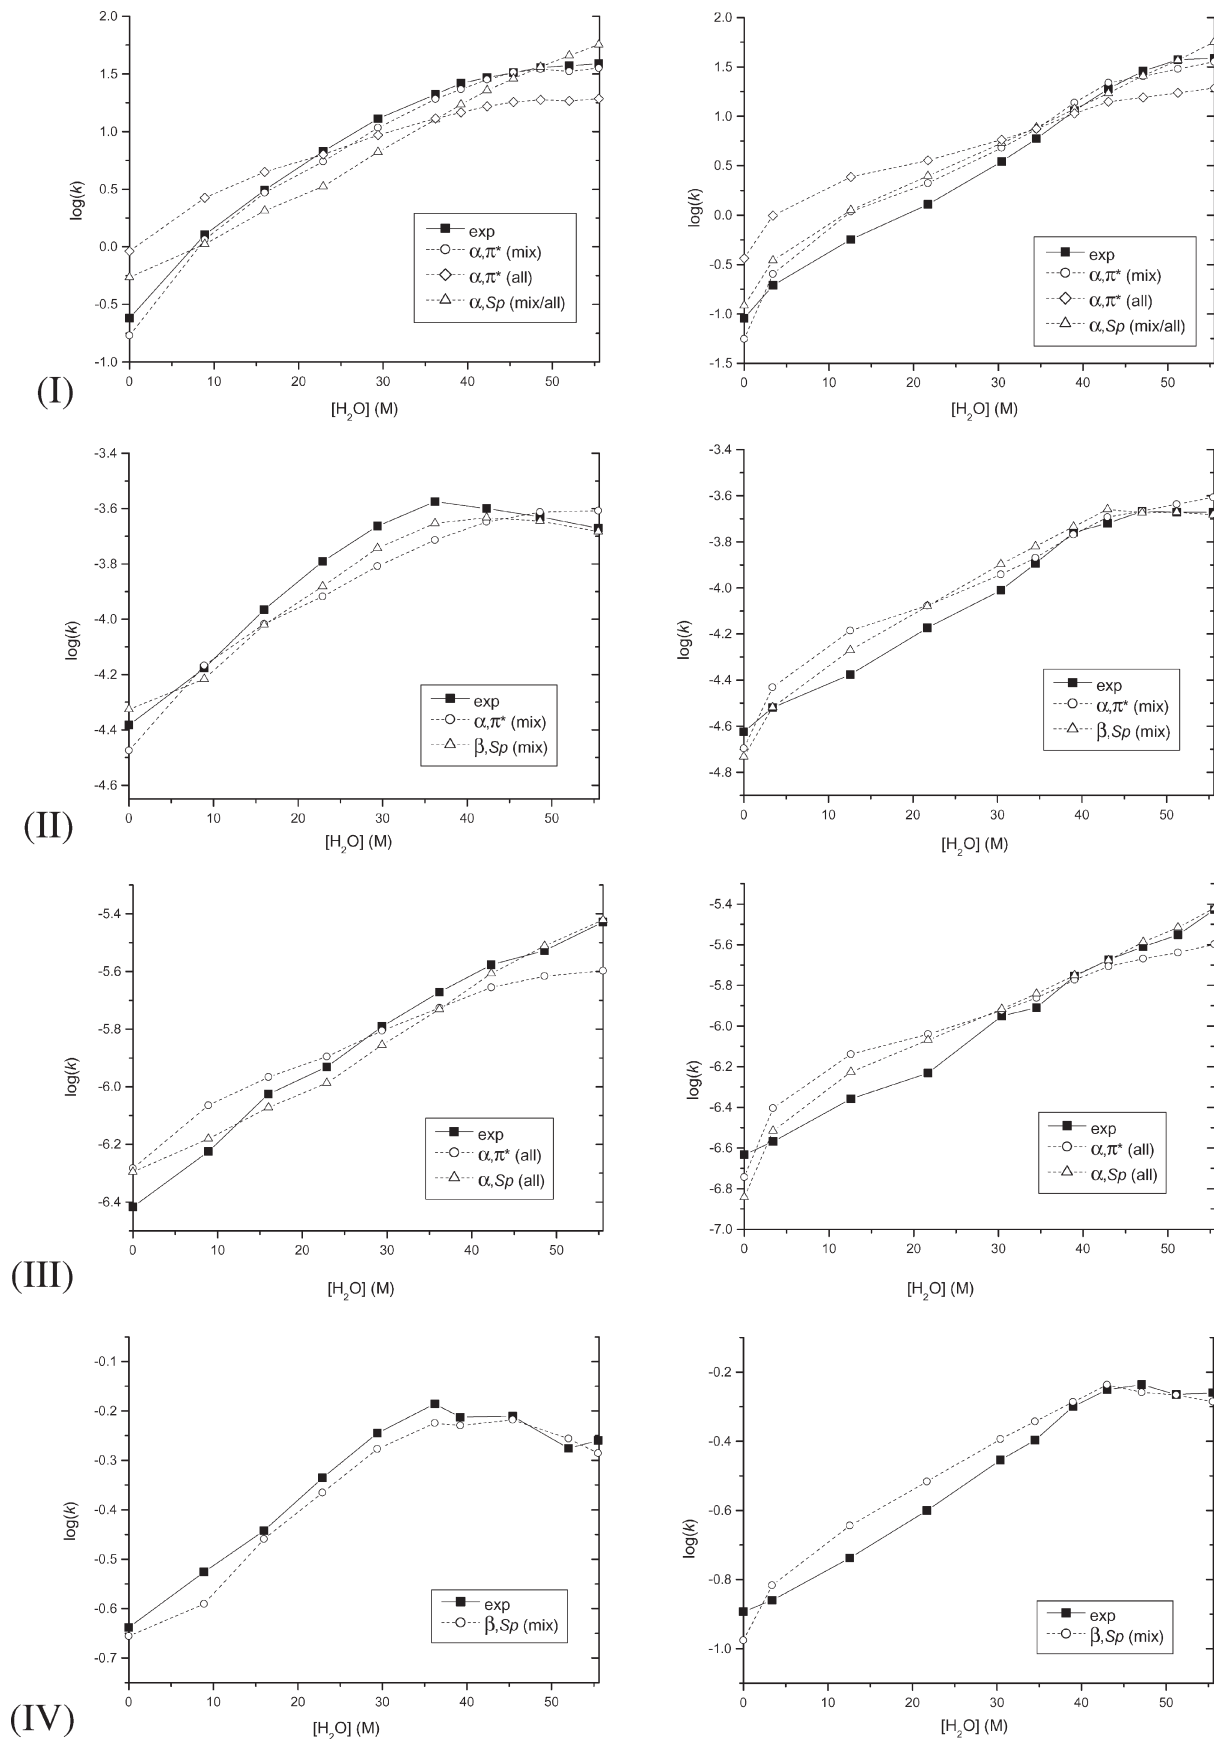 2.0
1.5
1.0
0.5
0.0
-0.5
-1.0
log(k)
exp
α,π* (mix)
α,π* (all)
α,Sp (mix/all)
0 10 20 30 40 50
[H₂O] (M)
2.0
1.5
1.0
0.5
0.0
-0.5
-1.0
-1.5
log(k)
exp
α,π* (mix)
α,π* (all)
α,Sp (mix/all)
0 10 20 30 40 50
[H₂O] (M)
(I)
-3.4
-3.6
-3.8
-4.0
-4.2
-4.4
-4.6
log(k)
exp
α,π* (mix)
β,Sp (mix)
0 10 20 30 40 50
[H₂O] (M)
-3.4
-3.6
-3.8
-4.0
-4.2
-4.4
-4.6
-4.8
log(k)
exp
α,π* (mix)
β,Sp (mix)
0 10 20 30 40 50
[H₂O] (M)
(II)
-5.4
-5.6
-5.8
-6.0
-6.2
-6.4
log(k)
exp
α,π* (all)
α,Sp (all)
0 10 20 30 40 50
[H₂O] (M)
-5.4
-5.6
-5.8
-6.0
-6.2
-6.4
-6.6
-6.8
-7.0
log(k)
exp
α,π* (all)
α,Sp (all)
0 10 20 30 40 50
[H₂O] (M)
(III)
-0.1
-0.2
-0.3
-0.4
-0.5
-0.6
-0.7
log(k)
exp
β,Sp (mix)
0 10 20 30 40 50
[H₂O] (M)
-0.2
-0.4
-0.6
-0.8
-1.0
log(k)
exp
β,Sp (mix)
0 10 20 30 40 50
[H₂O] (M)
(IV)